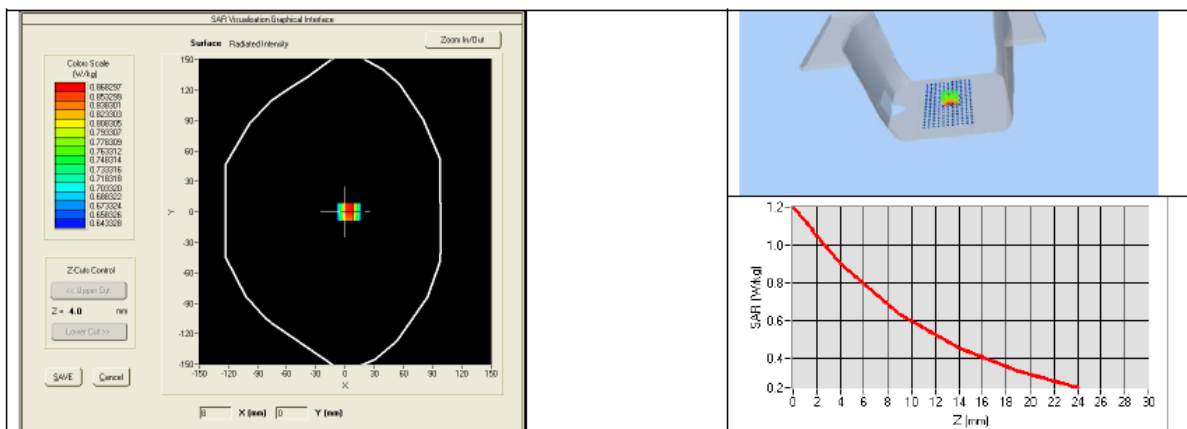 SAR Visualisation Graphical Interface
Surface Radiated Intensity
Zoom In/Out
Colors Scale
(W/kg)
0.868297
0.853299
0.838301
0.823303
0.808305
0.793307
0.778309
0.763312
0.748314
0.733316
0.718318
0.703320
0.688322
0.673324
0.658326
0.643328
Z-Cuts Control
<< Upper Cut
Z = 4.0 mm
Lower Cut >>
SAVE Cancel
150
120
90
60
30
0
-30
-60
-90
-120
-150
Y
-150 -120 -90 -60 -30 0 30 60 90 120 150
X
8 X (mm) 0 Y (mm)
1.2
1.0
0.8
0.6
0.4
0.2
SAR (W/kg)
0 2 4 6 8 10 12 14 16 18 20 22 24 26 28 30
Z (mm)